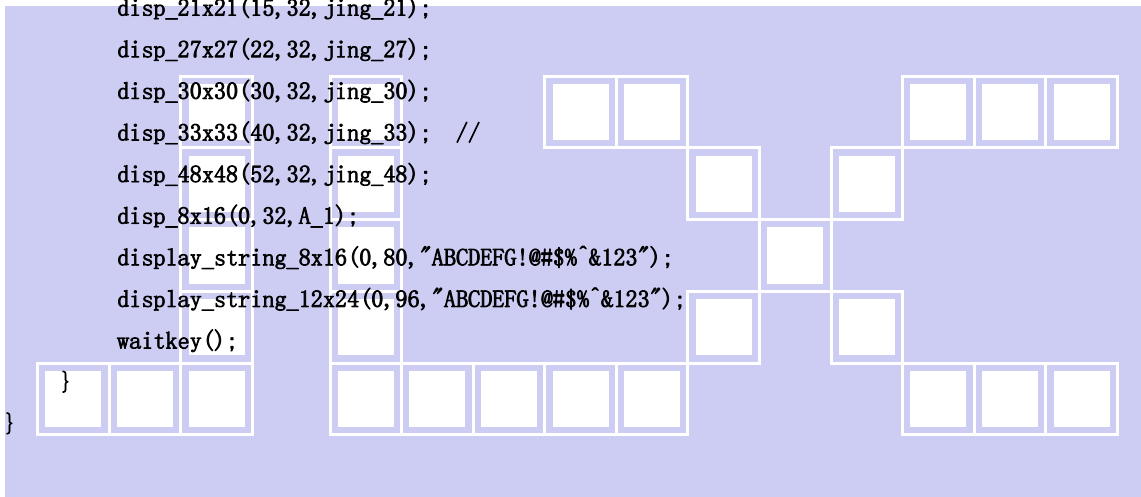 disp_21x21(15,32,jing_21);
disp_27x27(22,32,jing_27);
disp_30x30(30,32,jing_30);
disp_33x33(40,32,jing_33);  //
disp_48x48(52,32,jing_48);
disp_8x16(0,32,A_1);
display_string_8x16(0,80,"ABCDEFG!@#$%^&123");
display_string_12x24(0,96,"ABCDEFG!@#$%^&123");
waitkey();
}
}